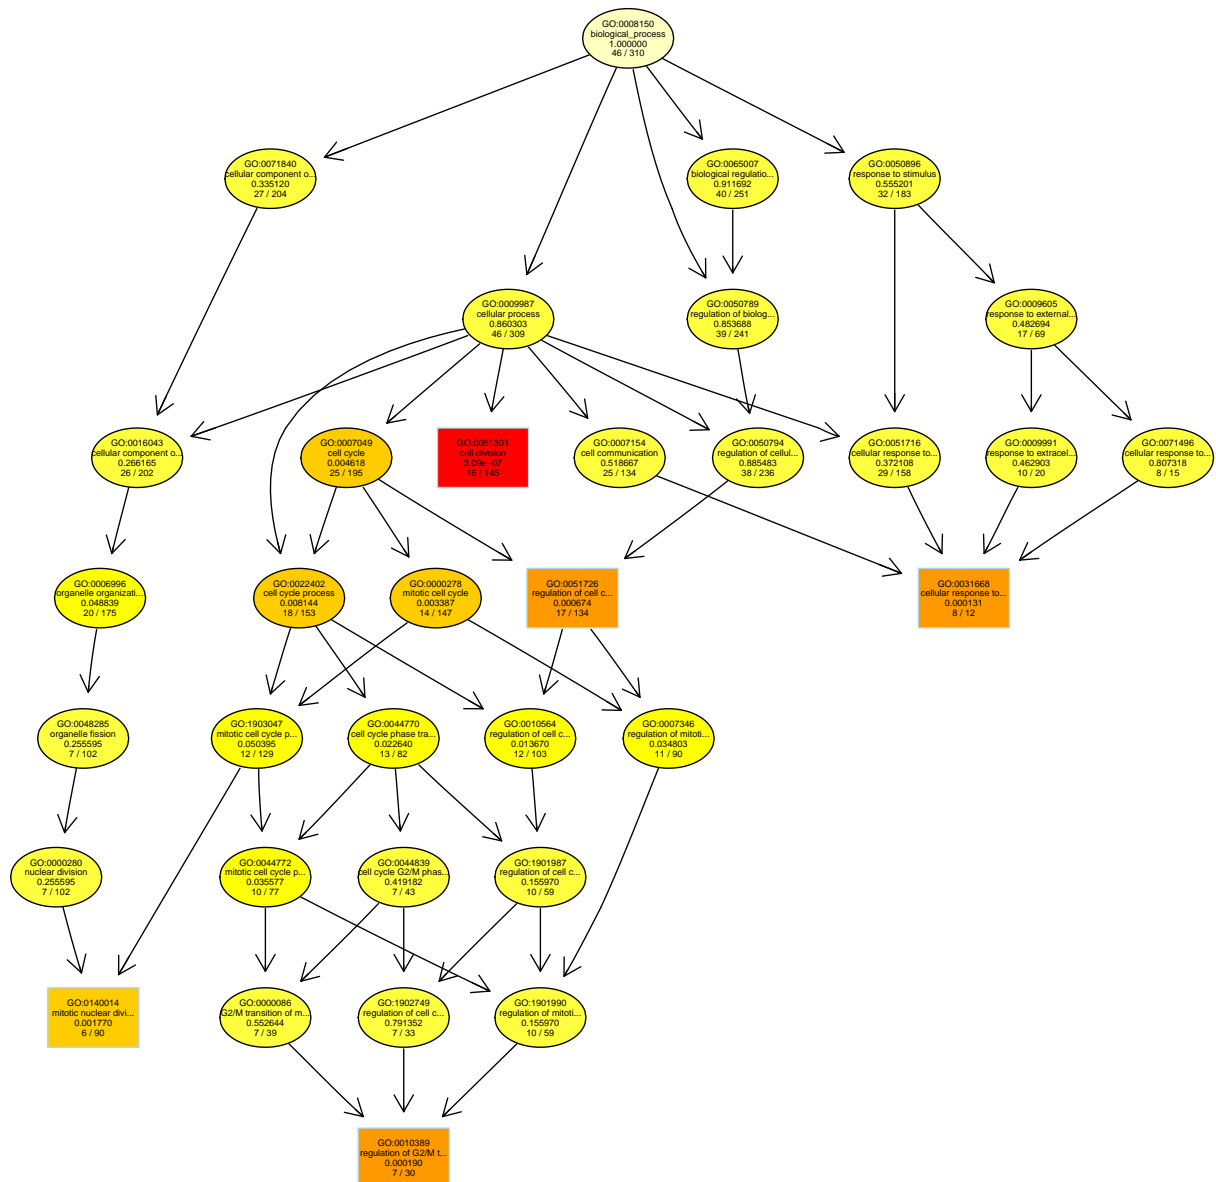 GO:0008150
biological_process
1.000000
46 / 310
GO:0071840
cellular component o...
0.335120
27 / 204
GO:0065007
biological regulatio...
0.911692
40 / 251
GO:0050896
response to stimulus
0.555201
32 / 183
GO:0009987
cellular process
0.860303
46 / 309
GO:0050789
regulation of biolog...
0.853688
39 / 241
GO:0009605
response to external...
0.482694
17 / 69
GO:0016043
cellular component o...
0.266165
26 / 202
GO:0007049
cell cycle
0.004618
25 / 195
GO:0051301
cell division
3.09e-07
16 / 145
GO:0007154
cell communication
0.518667
25 / 134
GO:0050794
regulation of cellul...
0.885483
38 / 236
GO:0051716
cellular response to...
0.372108
29 / 158
GO:0009991
response to extracel...
0.462903
10 / 20
GO:0071496
cellular response to...
0.807318
8 / 15
GO:0006996
organelle organizati...
0.048839
20 / 175
GO:0022402
cell cycle process
0.008144
18 / 153
GO:0000278
mitotic cell cycle
0.003387
14 / 147
GO:0051726
regulation of cell c...
0.000674
17 / 134
GO:0031668
cellular response to...
0.000131
8 / 12
GO:0048285
organelle fission
0.255595
7 / 102
GO:1903047
mitotic cell cycle p...
0.050395
12 / 129
GO:0044770
cell cycle phase tra...
0.022640
13 / 82
GO:0010564
regulation of cell c...
0.013670
12 / 103
GO:0007346
regulation of mitoti...
0.034803
11 / 90
GO:0000280
nuclear division
0.255595
7 / 102
GO:0044772
mitotic cell cycle p...
0.035577
10 / 77
GO:0044839
cell cycle G2/M phas...
0.419182
7 / 43
GO:1901987
regulation of cell c...
0.155970
10 / 59
GO:0140014
mitotic nuclear divi...
0.001770
6 / 90
GO:0000086
G2/M transition of m...
0.552644
7 / 39
GO:1902749
regulation of cell c...
0.791352
7 / 33
GO:1901990
regulation of mitoti...
0.155970
10 / 59
GO:0010389
regulation of G2/M t...
0.000190
7 / 30